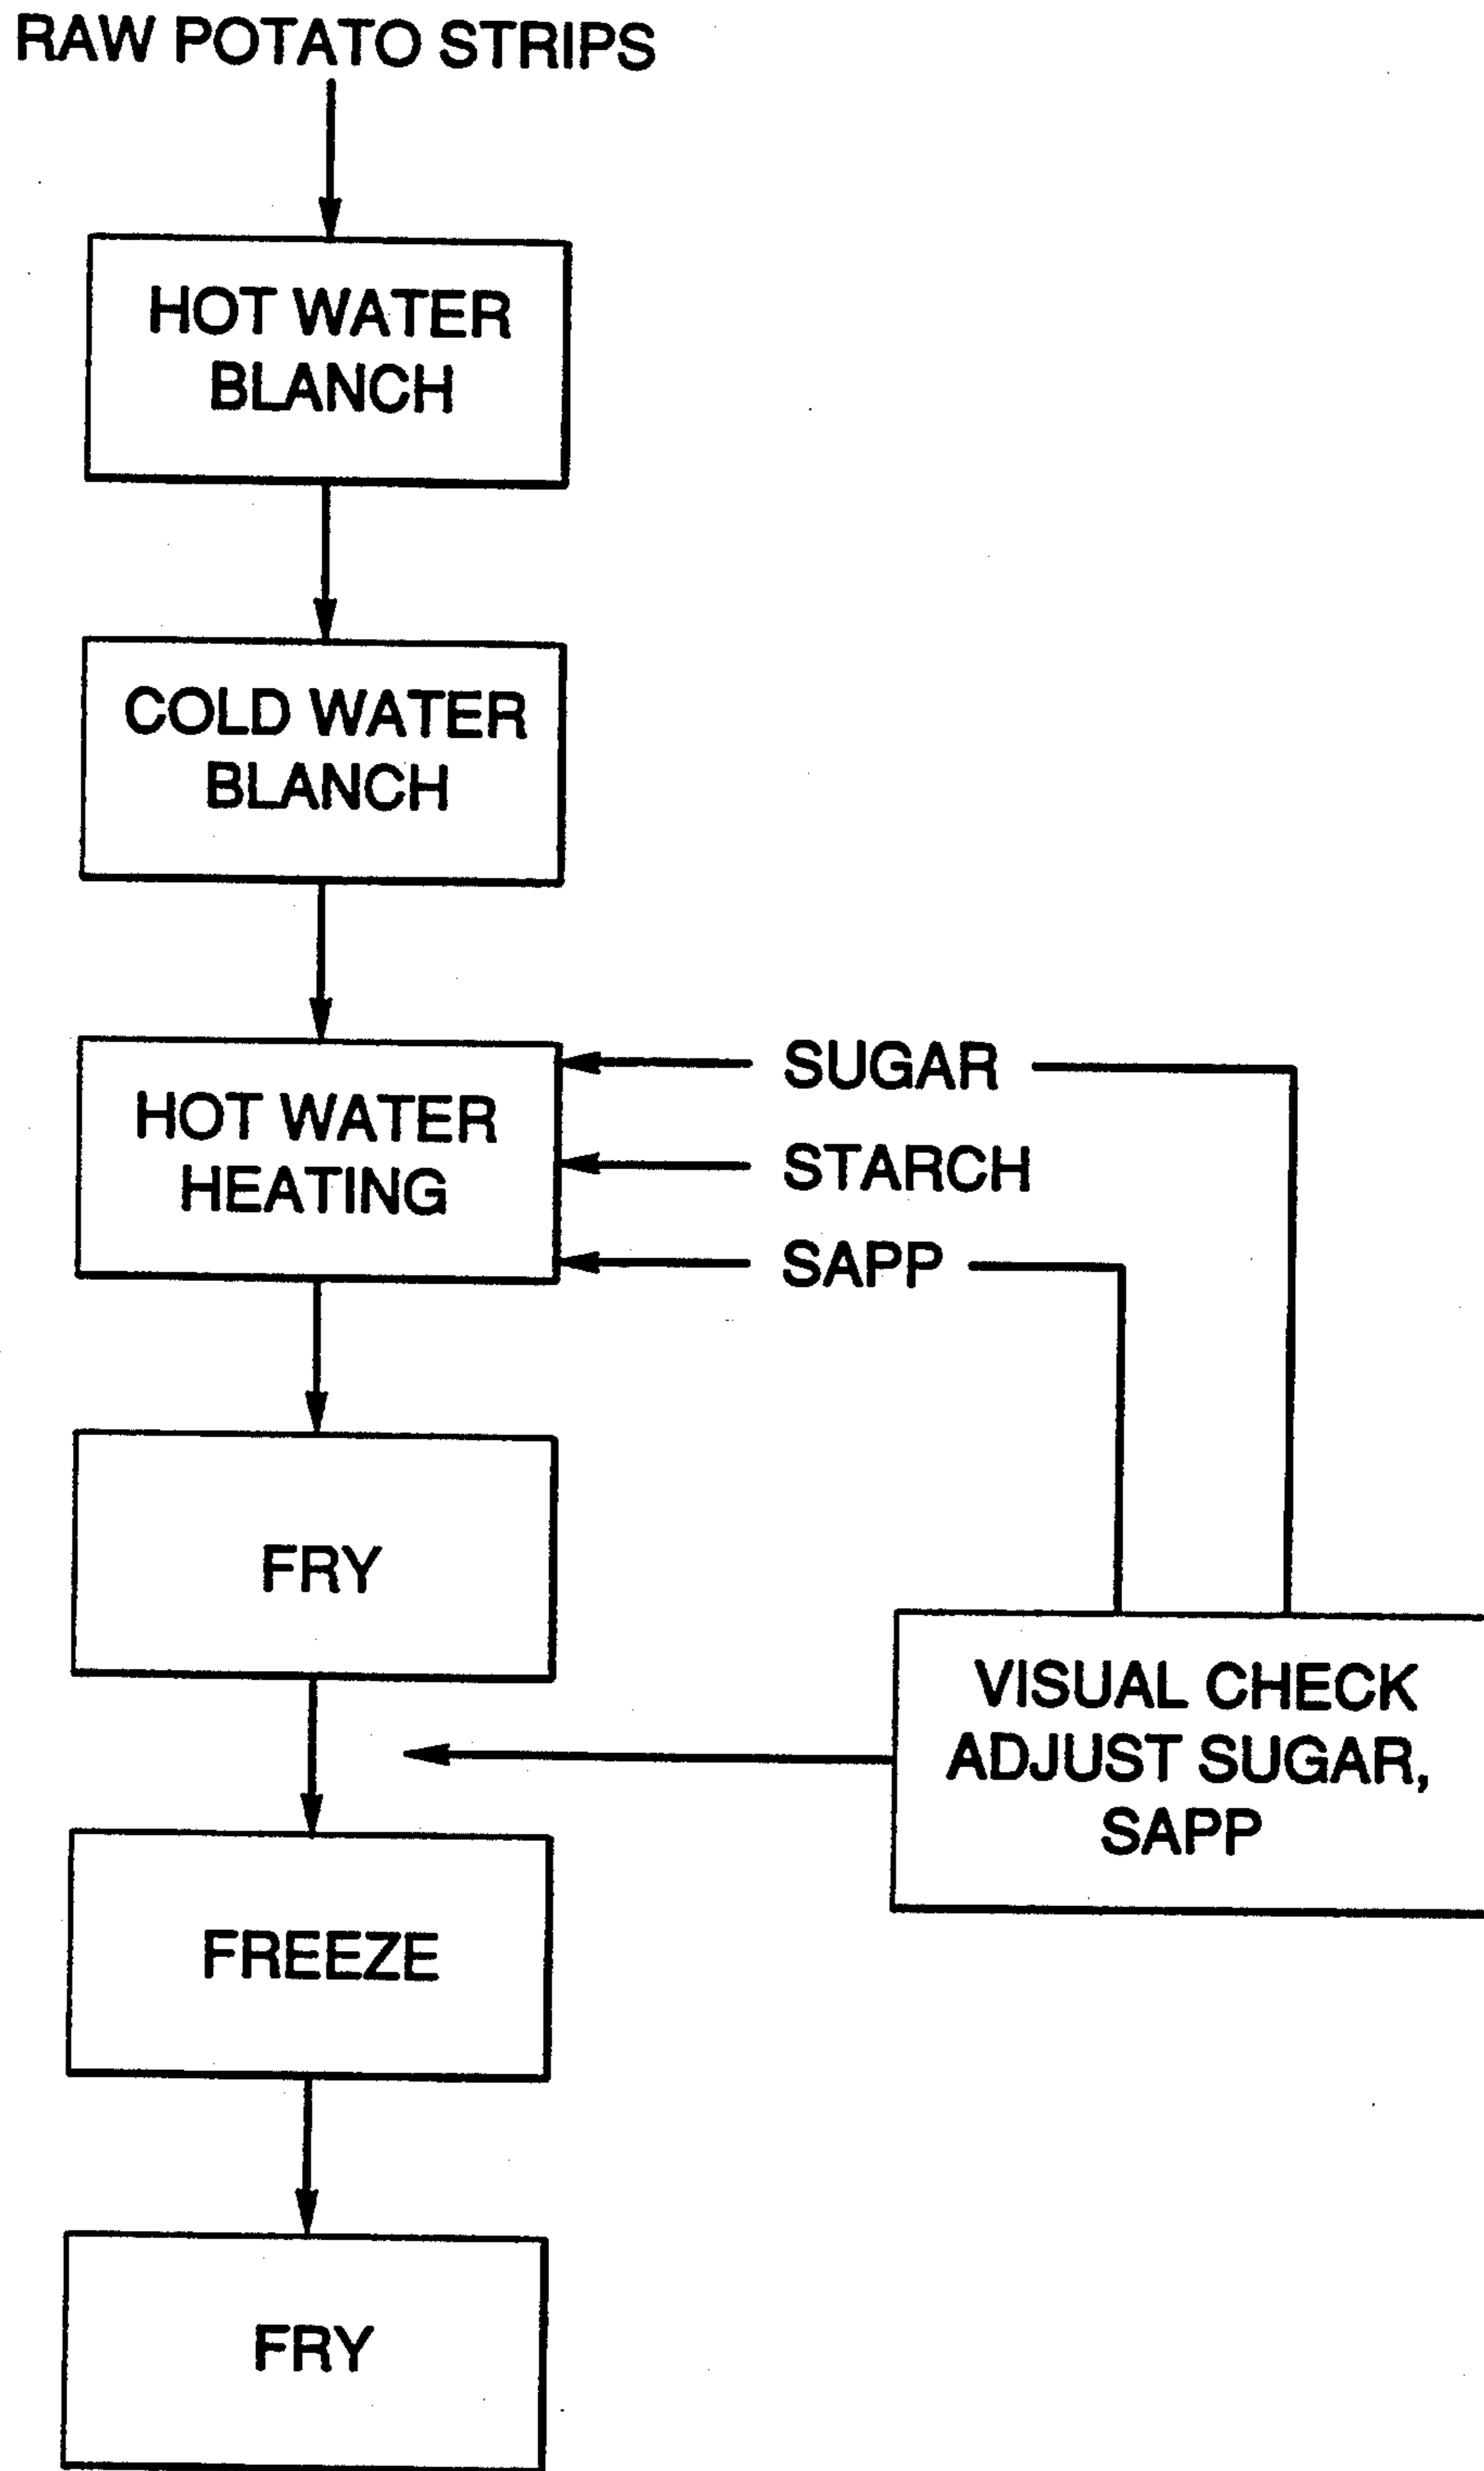 RAW POTATO STRIPS
HOT WATER
BLANCH
COLD WATER
BLANCH
HOT WATER
HEATING
SUGAR
STARCH
SAPP
FRY
VISUAL CHECK
ADJUST SUGAR,
SAPP
FREEZE
FRY